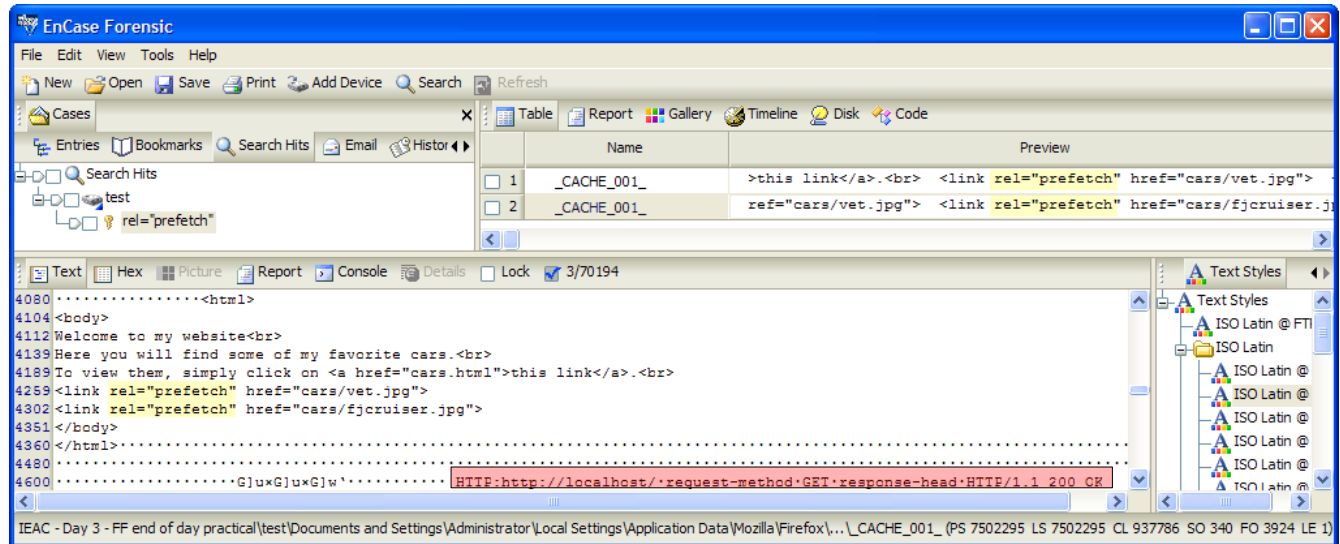 EnCase Forensic
File Edit View Tools Help
New Open Save Print Add Device Search Refresh
Cases
Table Report Gallery Timeline Disk Code
Entries Bookmarks Search Hits Email Histor
Name Preview
Search Hits
test
rel="prefetch"
1 _CACHE_001_ >this link</a>.<br> <link rel="prefetch" href="cars/vet.jpg"> <
2 _CACHE_001_ ref="cars/vet.jpg"> <link rel="prefetch" href="cars/fjcruiser.j
Text Hex Picture Report Console Details Lock 3/70194
Text Styles
4080 ················<html>
4104 <body>
4112 Welcome to my website<br>
4139 Here you will find some of my favorite cars.<br>
4189 To view them, simply click on <a href="cars.html">this link</a>.<br>
4259 <link rel="prefetch" href="cars/vet.jpg">
4302 <link rel="prefetch" href="cars/fjcruiser.jpg">
4351 </body>
4360 </html>
4480
4600 ····················G]u×G]u×G]w`··········· HTTP:http://localhost/·request-method·GET·response-head·HTTP/1.1 200 OK
Text Styles
ISO Latin @ FTI
ISO Latin
ISO Latin @
ISO Latin @
ISO Latin @
ISO Latin @
ISO Latin @
ISO Latin @
IEAC - Day 3 - FF end of day practical\test\Documents and Settings\Administrator\Local Settings\Application Data\Mozilla\Firefox\...\_CACHE_001_ (PS 7502295 LS 7502295 CL 937786 SO 340 FO 3924 LE 1)